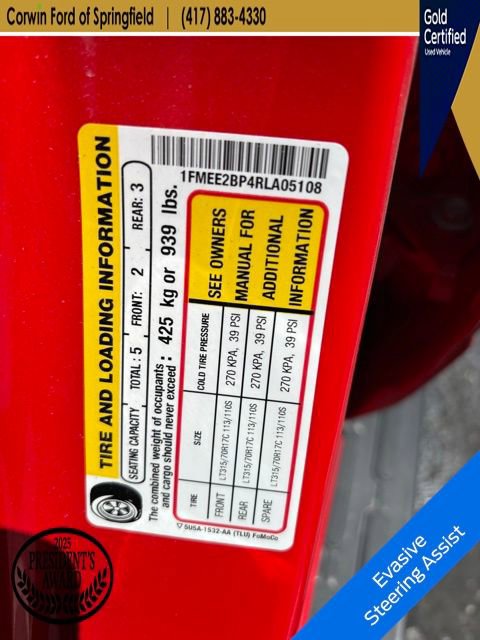 Corwin Ford of Springfield | (417) 883-4330
Gold
Certified
Used Vehicle
1FMEE2BP4RLA05108
TIRE AND LOADING INFORMATION
SEATING CAPACITY TOTAL: 5 FRONT: 2 REAR: 3
The combined weight of occupants
and cargo should never exceed: 425 kg or 939 lbs.
TIRE SIZE COLD TIRE PRESSURE
FRONT LT315/70R17C 113/110S 270 KPA, 39 PSI
REAR LT315/70R17C 113/110S 270 KPA, 39 PSI
SPARE LT315/70R17C 113/110S 270 KPA, 39 PSI
SEE OWNERS
MANUAL FOR
ADDITIONAL
INFORMATION
5U5A-1532-AA (TLU) FoMoCo
2025
PRESIDENT'S
AWARD
Evasive
Steering Assist